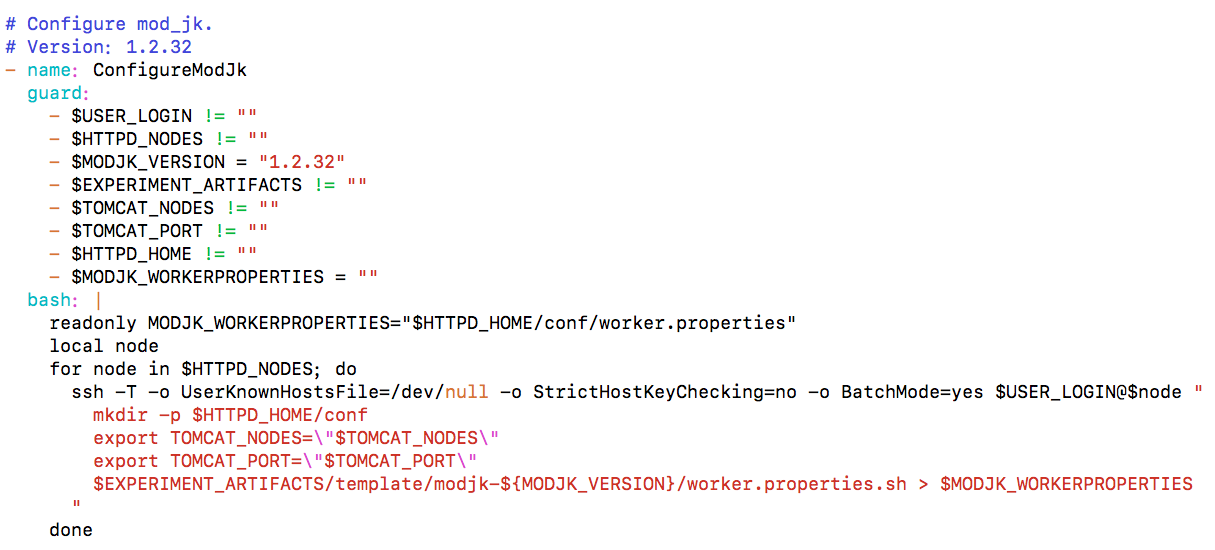 # Configure mod_jk.
# Version: 1.2.32
- name: ConfigureModJk
  guard:
    - $USER_LOGIN != ""
    - $HTTPD_NODES != ""
    - $MODJK_VERSION = "1.2.32"
    - $EXPERIMENT_ARTIFACTS != ""
    - $TOMCAT_NODES != ""
    - $TOMCAT_PORT != ""
    - $HTTPD_HOME != ""
    - $MODJK_WORKERPROPERTIES = ""
  bash: |
    readonly MODJK_WORKERPROPERTIES="$HTTPD_HOME/conf/worker.properties"
    local node
    for node in $HTTPD_NODES; do
      ssh -T -o UserKnownHostsFile=/dev/null -o StrictHostKeyChecking=no -o BatchMode=yes $USER_LOGIN@$node "
        mkdir -p $HTTPD_HOME/conf
        export TOMCAT_NODES=\"$TOMCAT_NODES\"
        export TOMCAT_PORT=\"$TOMCAT_PORT\"
        $EXPERIMENT_ARTIFACTS/template/modjk-${MODJK_VERSION}/worker.properties.sh > $MODJK_WORKERPROPERTIES
      "
    done